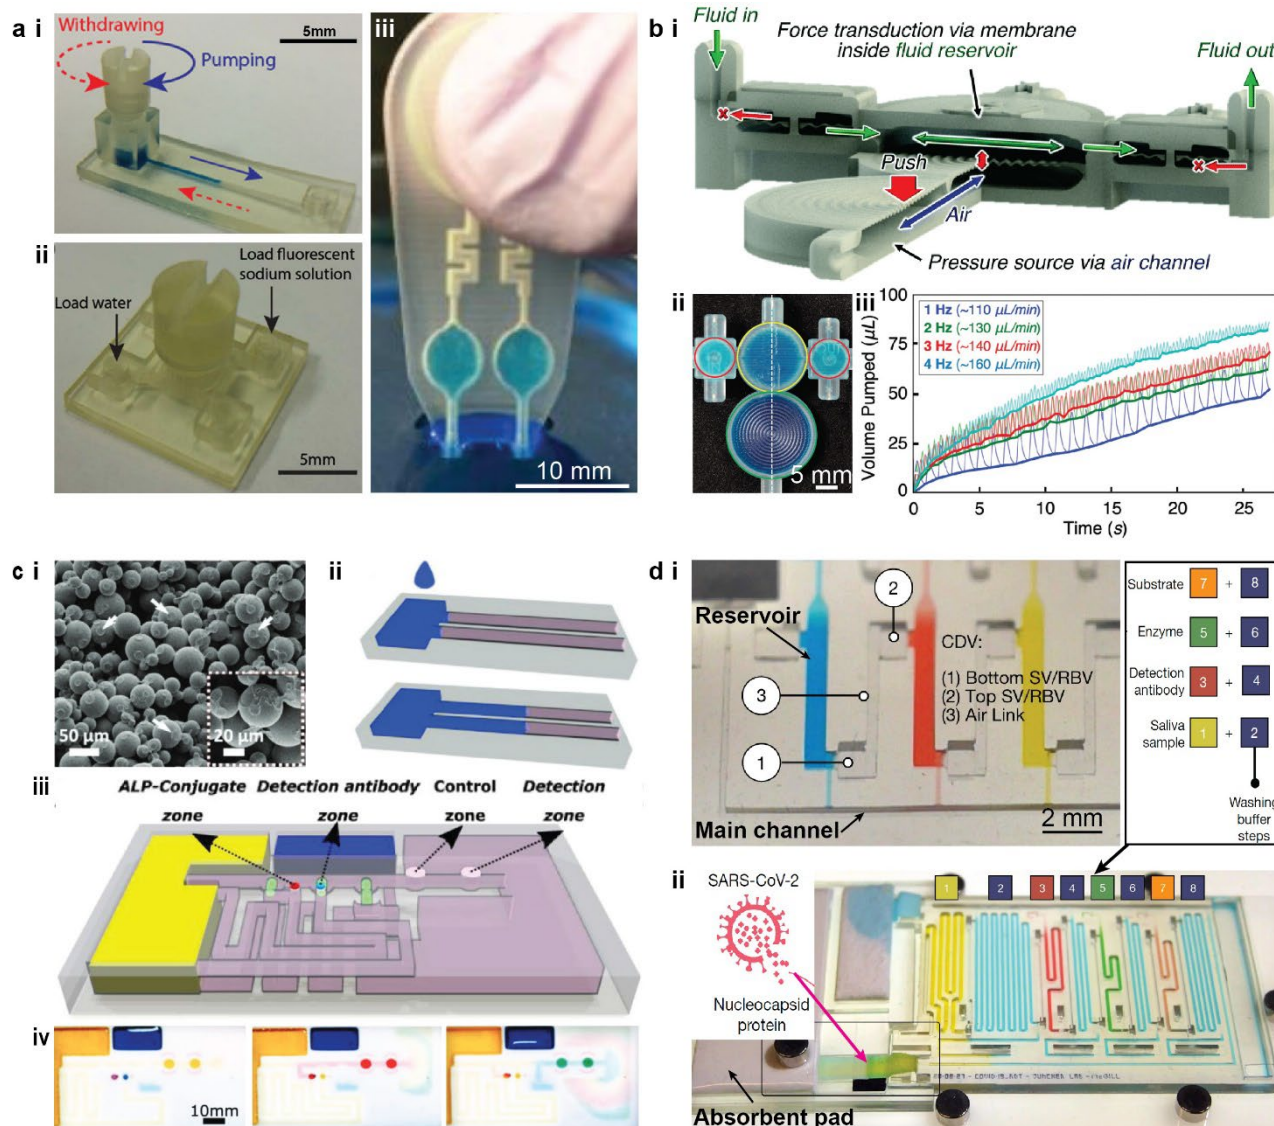 a i
Withdrawing
5mm
Pumping
ii
Load fluorescent
sodium solution
Load water
5mm
iii
10 mm
b i
Fluid in
Force transduction via membrane
inside fluid reservoir
Fluid out
Push
Air
Pressure source via air channel
ii
5 mm
iii
100
75
50
25
0
Volume Pumped (µL)
1 Hz (~110 µL/min)
2 Hz (~130 µL/min)
3 Hz (~140 µL/min)
4 Hz (~160 µL/min)
0 5 10 15 20 25
Time (s)
c i
50 µm
20 µm
ii
iii
ALP-Conjugate
zone
Detection antibody
zone
Control
zone
Detection
zone
iv
10mm
d i
Reservoir
2
CDV:
(1) Bottom SV/RBV
(2) Top SV/RBV
(3) Air Link
3
1
Main channel
2 mm
Substrate 7 + 8
Enzyme 5 + 6
Detection
antibody 3 + 4
Saliva
sample 1 + 2
Washing
buffer
steps
ii
SARS-CoV-2
1 2 3 4 5 6 7 8
Nucleocapsid
protein
Absorbent pad